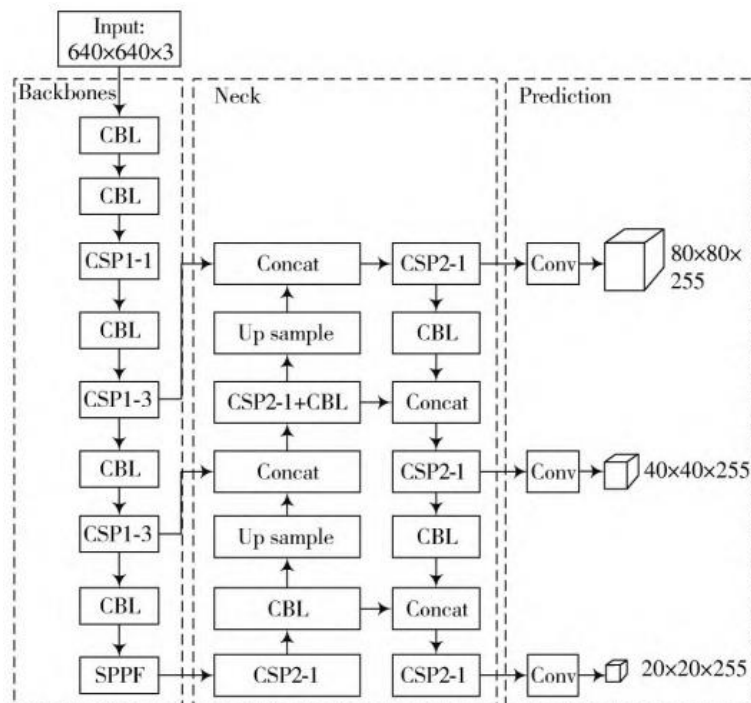 Input:
640×640×3
Backbones
CBL
CBL
CSP1-1
CBL
CSP1-3
CBL
CSP1-3
CBL
SPPF
Neck
Concat
Up sample
CSP2-1+CBL
Concat
Up sample
CBL
CSP2-1
CSP2-1
CBL
Concat
CSP2-1
CBL
Concat
CSP2-1
Prediction
Conv
80×80×
255
Conv
40×40×255
Conv
20×20×255